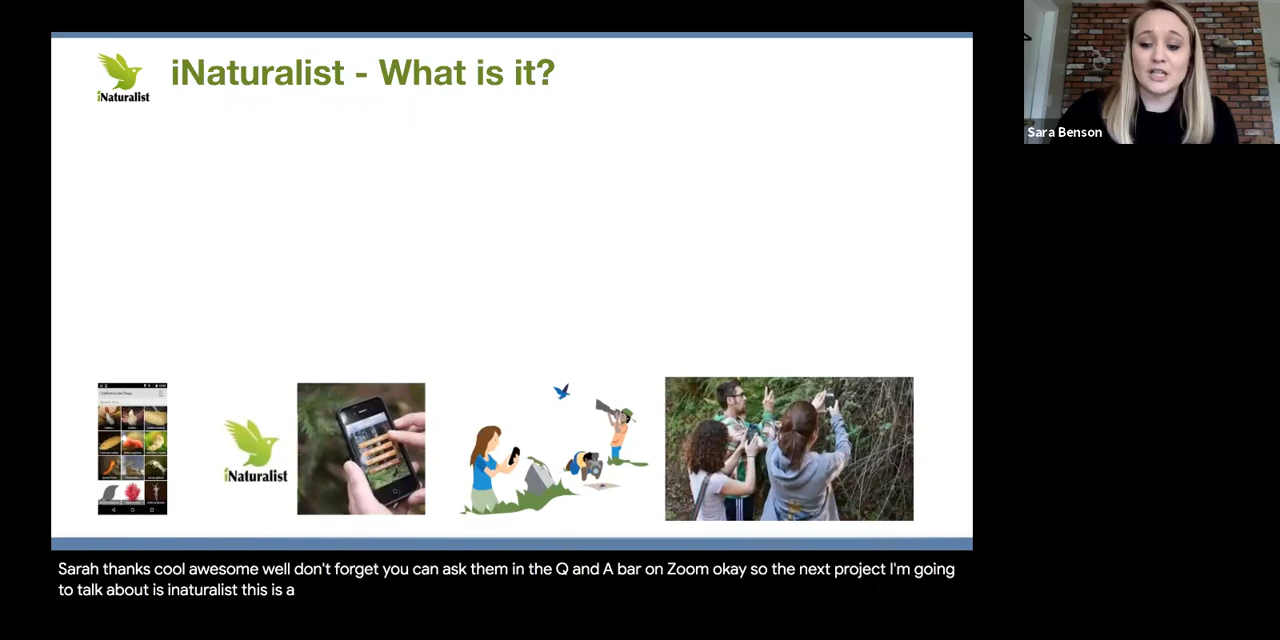 iNaturalist - What is it?
iNaturalist
Sara Benson
iNaturalist
Sarah thanks cool awesome well don't forget you can ask them in the Q and A bar on Zoom okay so the next project I'm going
to talk about is inaturalist this is a